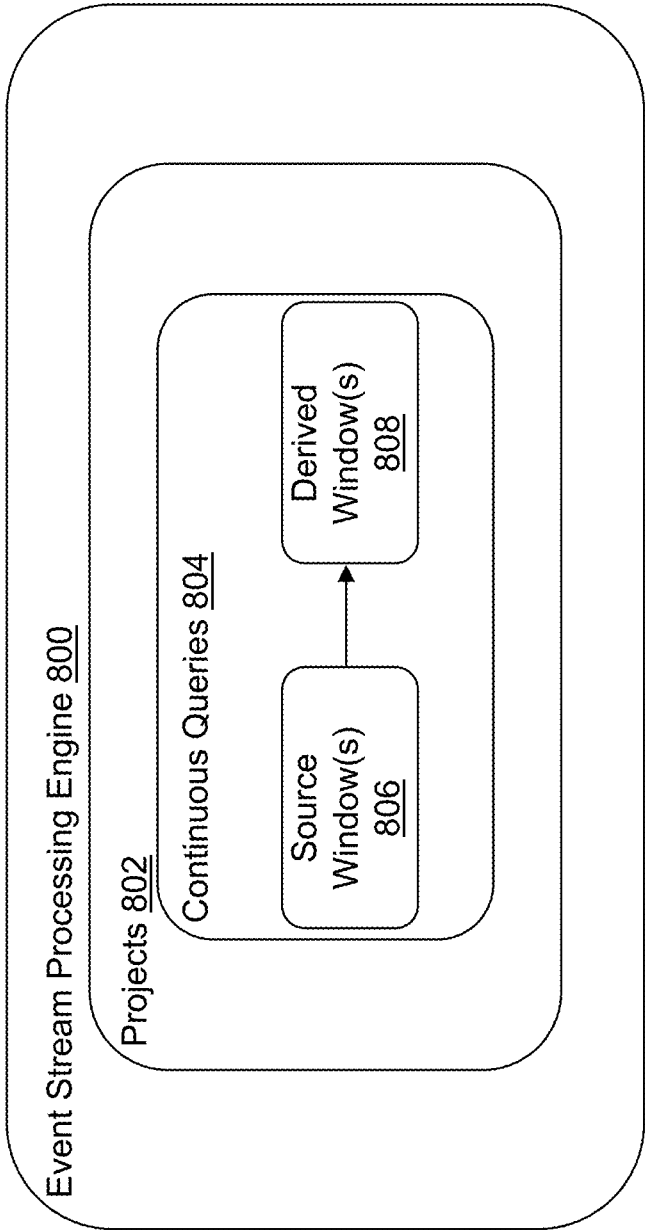 Event Stream Processing Engine 800
Projects 802
Continuous Queries 804
Source
Window(s)
806
Derived
Window(s)
808